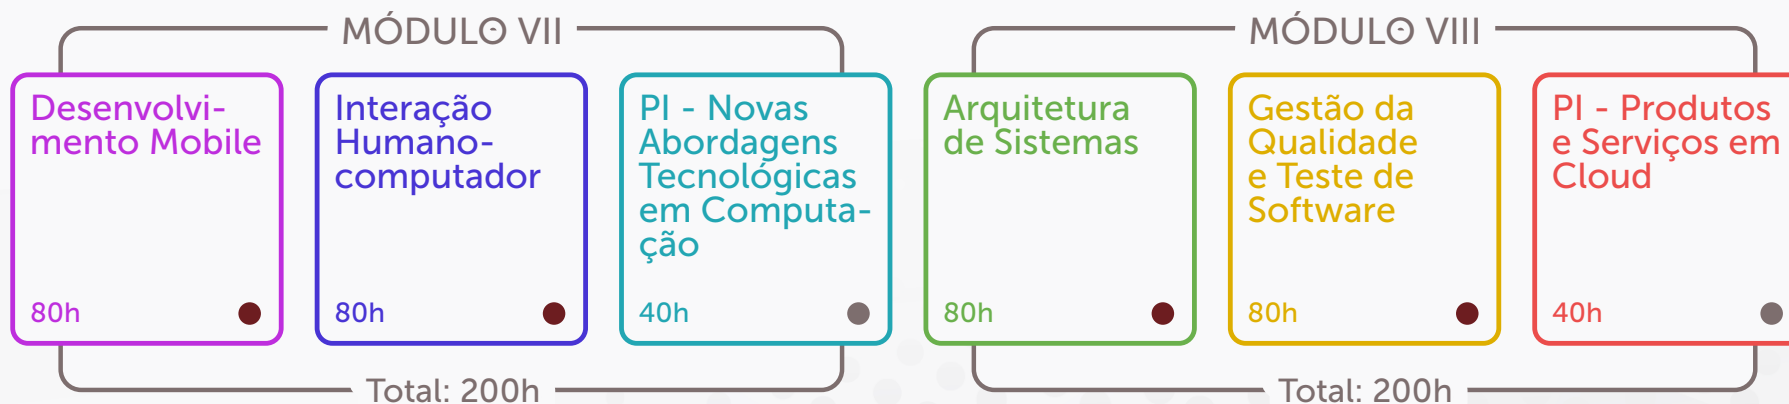 MÓDULO VII
Desenvolvi-
mento Mobile
80h
Interação
Humano-
computador
80h
PI - Novas
Abordagens
Tecnológicas
em Computa-
ção
40h
Total: 200h
MÓDULO VIII
Arquitetura
de Sistemas
80h
Gestão da
Qualidade
e Teste de
Software
80h
PI - Produtos
e Serviços em
Cloud
40h
Total: 200h